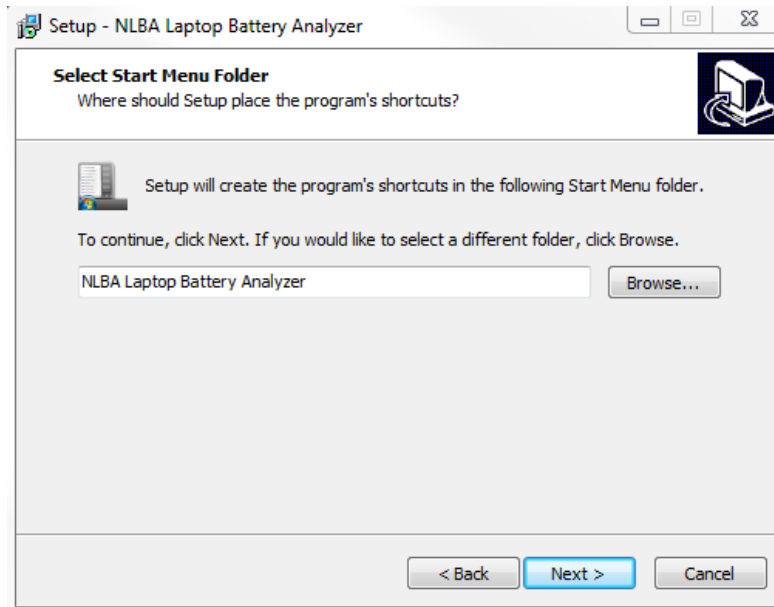 Setup - NLBA Laptop Battery Analyzer
Select Start Menu Folder
Where should Setup place the program's shortcuts?
Setup will create the program's shortcuts in the following Start Menu folder.
To continue, click Next. If you would like to select a different folder, click Browse.
NLBA Laptop Battery Analyzer
Browse...
< Back
Next >
Cancel